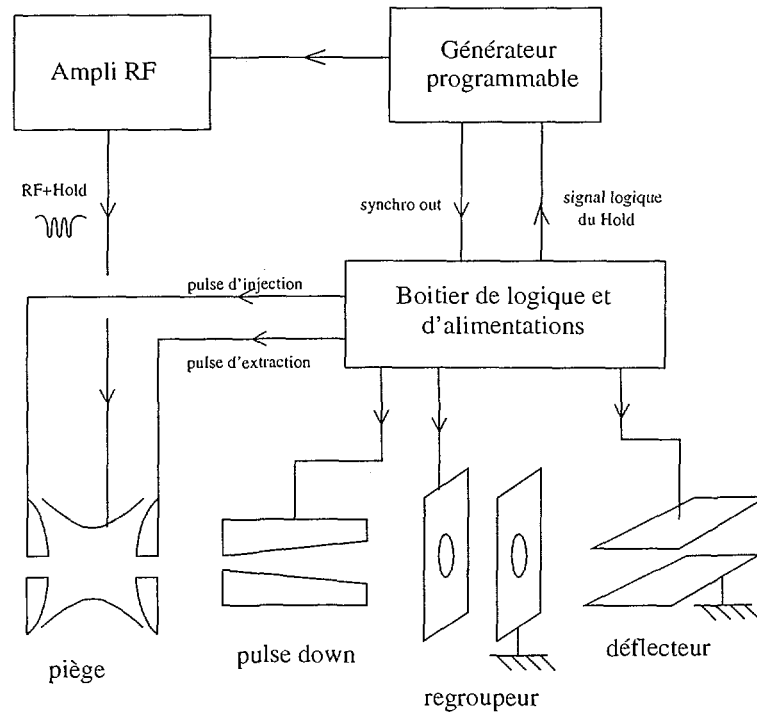 Ampli RF
Générateur
programmable
RF+Hold
synchro out
signal logique
du Hold
pulse d'injection
Boitier de logique et
d'alimentations
pulse d'extraction
piège
pulse down
regroupeur
déflecteur